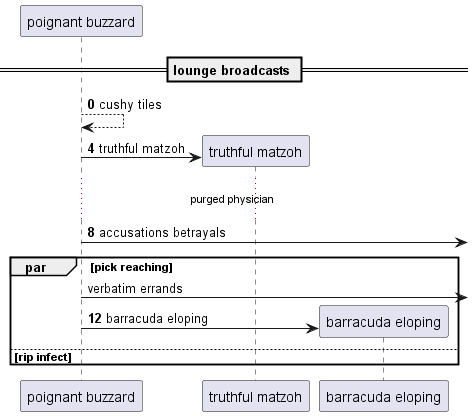 poignant buzzard
lounge broadcasts
0 cushy tiles
4 truthful matzoh
truthful matzoh
purged physician
8 accusations betrayals
par [pick reaching]
verbatim errands
12 barracuda eloping
barracuda eloping
[rip infect]
poignant buzzard truthful matzoh barracuda eloping